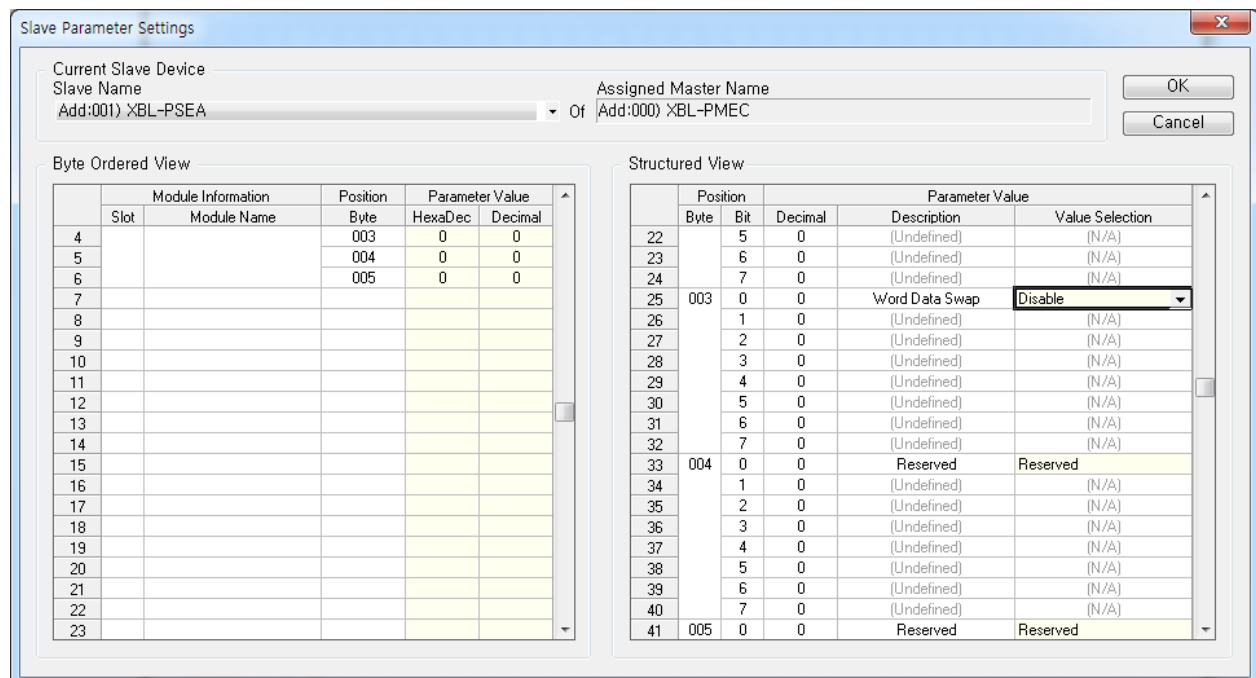 Slave Parameter Settings
Current Slave Device
Slave Name
Add:001) XBL-PSEA
Of
Assigned Master Name
Add:000) XBL-PMEC
OK
Cancel
Byte Ordered View
Module Information Position Parameter Value
Slot Module Name Byte HexaDec Decimal
4 003 0 0
5 004 0 0
6 005 0 0
7
8
9
10
11
12
13
14
15
16
17
18
19
20
21
22
23
Structured View
Position Parameter Value
Byte Bit Decimal Description Value Selection
22 5 0 (Undefined) (N/A)
23 6 0 (Undefined) (N/A)
24 7 0 (Undefined) (N/A)
25 003 0 0 Word Data Swap Disable
26 1 0 (Undefined) (N/A)
27 2 0 (Undefined) (N/A)
28 3 0 (Undefined) (N/A)
29 4 0 (Undefined) (N/A)
30 5 0 (Undefined) (N/A)
31 6 0 (Undefined) (N/A)
32 7 0 (Undefined) (N/A)
33 004 0 0 Reserved Reserved
34 1 0 (Undefined) (N/A)
35 2 0 (Undefined) (N/A)
36 3 0 (Undefined) (N/A)
37 4 0 (Undefined) (N/A)
38 5 0 (Undefined) (N/A)
39 6 0 (Undefined) (N/A)
40 7 0 (Undefined) (N/A)
41 005 0 0 Reserved Reserved